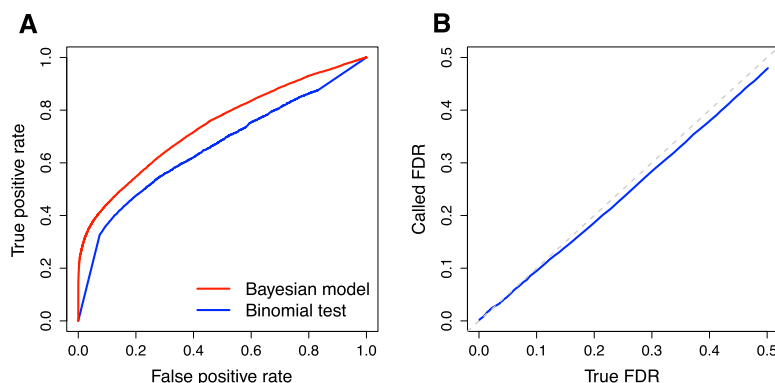 A
True positive rate
1.0
0.8
0.6
0.4
0.2
0.0
Bayesian model
Binomial test
0.0 0.2 0.4 0.6 0.8 1.0
False positive rate
B
Called FDR
0.5
0.4
0.3
0.2
0.1
0.0
0.0 0.1 0.2 0.3 0.4 0.5
True FDR